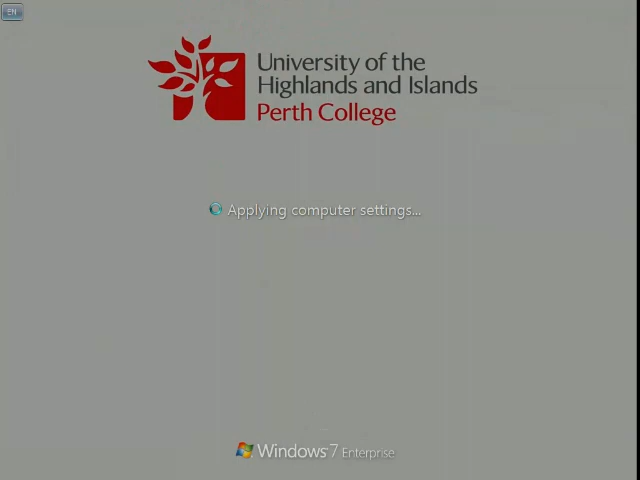 EN
University of the
Highlands and Islands
Perth College
Applying computer settings...
Windows 7 Enterprise